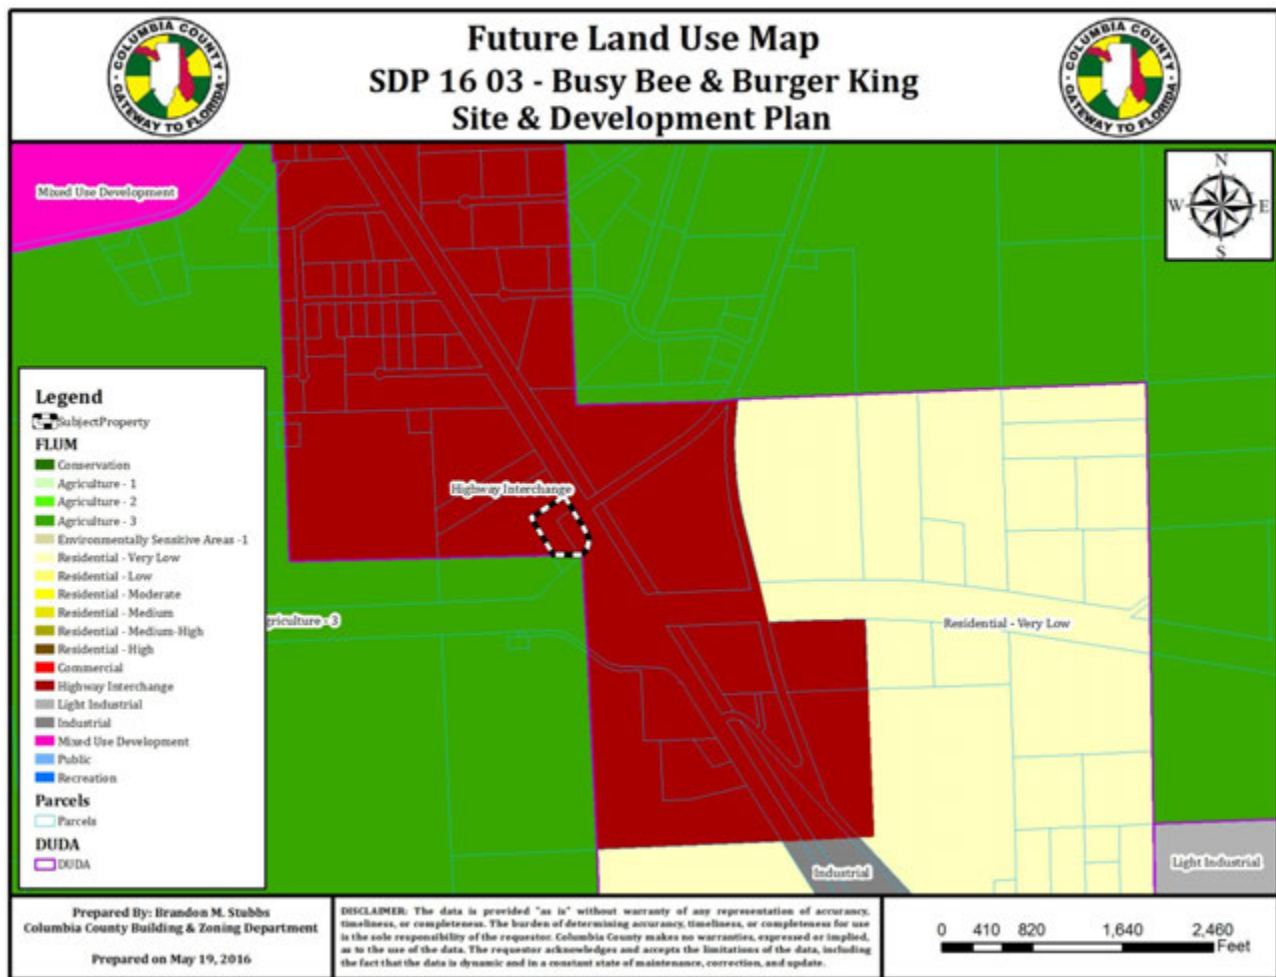 Future Land Use Map
SDP 16 03 - Busy Bee & Burger King
Site & Development Plan
COLUMBIA COUNTY
GATEWAY TO FLORIDA
COLUMBIA COUNTY
GATEWAY TO FLORIDA
Mixed Use Development
N
W E
S
Legend
SubjectProperty
FLUM
Conservation
Agriculture - 1
Agriculture - 2
Agriculture - 3
Environmentally Sensitive Areas -1
Residential - Very Low
Residential - Low
Residential - Moderate
Residential - Medium
Residential - Medium-High
Residential - High
Commercial
Highway Interchange
Light Industrial
Industrial
Mixed Use Development
Public
Recreation
Parcels
Parcels
DUDA
DUDA
Highway Interchange
griculture - 3
Residential - Very Low
Industrial
Light Industrial
Prepared By: Brandon M. Stubbs
Columbia County Building & Zoning Department
Prepared on May 19, 2016
DISCLAIMER: The data is provided "as is" without warranty of any representation of accurancy,
timeliness, or completeness. The burden of determining accurancy, timeliness, or completeness for use
is the sole responsibility of the requestor. Columbia County makes no warranties, expressed or implied,
as to the use of the data. The requestor acknowledges and accepts the limitations of the data, including
the fact that the data is dynamic and in a constant state of maintenance, correction, and update.
0 410 820 1,640 2,460
Feet